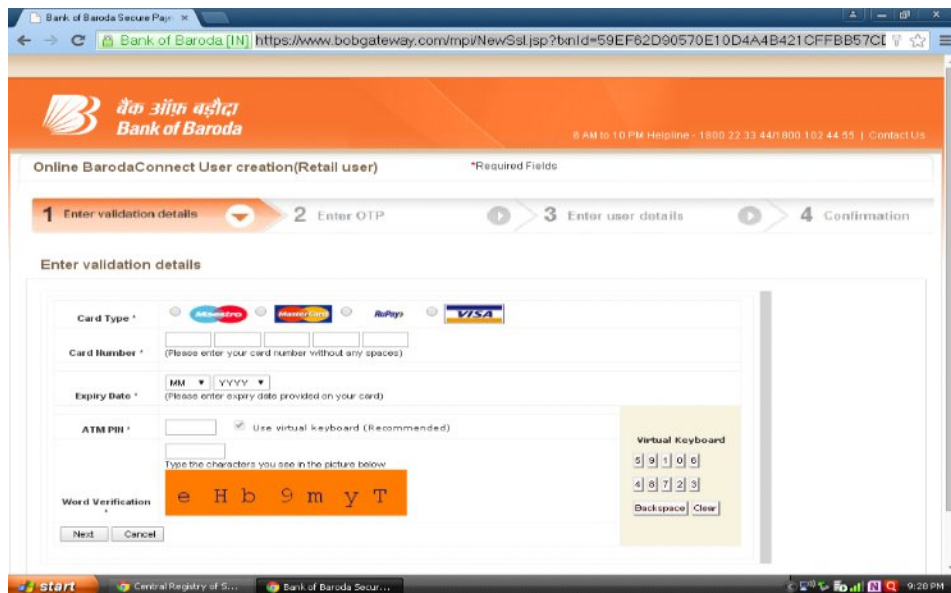 Bank of Baroda Secure Pay
Bank of Baroda [IN] https://www.bobgateway.com/mpi/NewSsl.jsp?txnId=59EF62D90570E10D4A4B421CFFBB57CD
बैंक ऑफ़ बड़ौदा
Bank of Baroda
8 AM to 10 PM Helpline - 1800 22 33 44/1800 102 44 55 | Contact Us
Online BarodaConnect User creation(Retail user) *Required Fields
1 Enter validation details 2 Enter OTP 3 Enter user details 4 Confirmation
Enter validation details
Card Type * Maestro MasterCard RuPay VISA
Card Number * (Please enter your card number without any spaces)
MM YYYY
Expiry Date * (Please enter expiry date provided on your card)
ATM PIN * Use virtual keyboard (Recommended)
Virtual Keyboard
5 9 1 0 6
4 8 7 2 3
Backspace Clear
Type the characters you see in the picture below
Word Verification * e H b 9 m y T
Next Cancel
start Central Registry of S... Bank of Baroda Secur... 9:28 PM